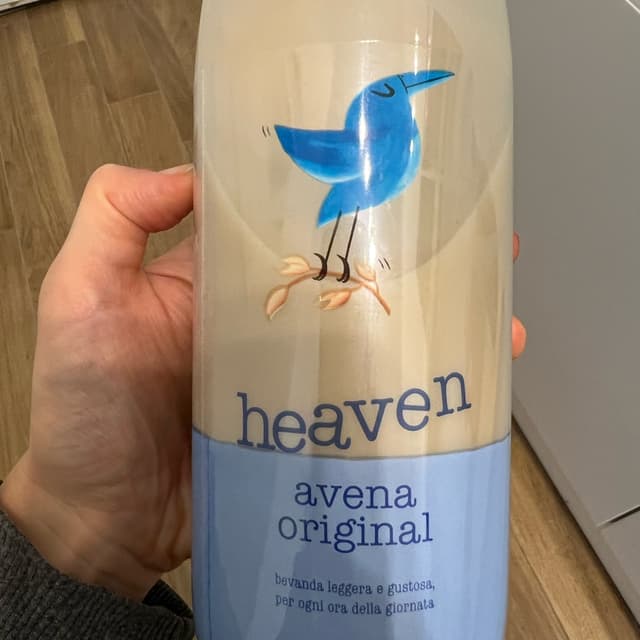 heaven
avena
original
bevanda leggera e gustosa,
per ogni ora della giornata